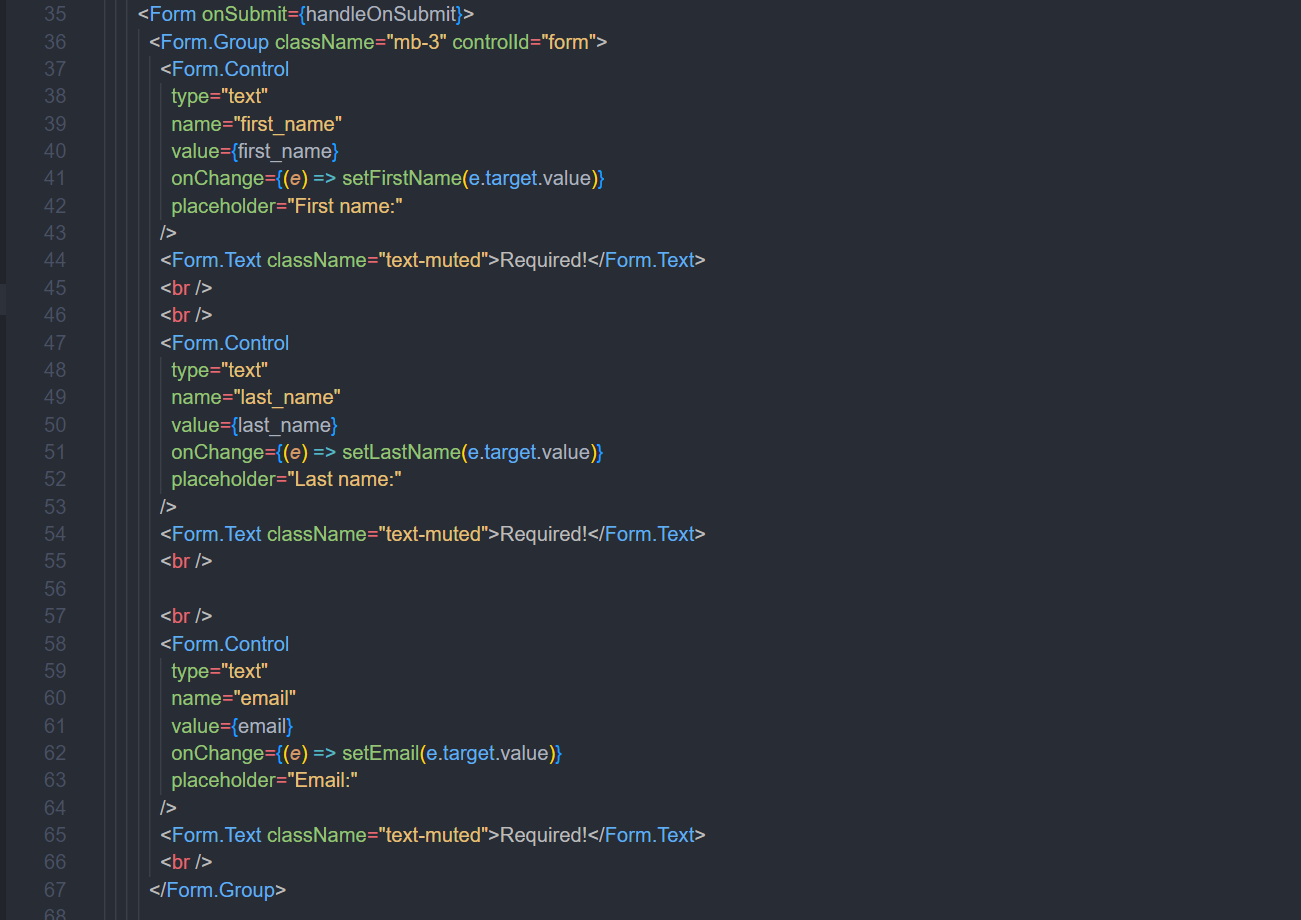 35 <Form onSubmit={handleOnSubmit}>
36 <Form.Group className="mb-3" controlId="form">
37 <Form.Control
38 type="text"
39 name="first_name"
40 value={first_name}
41 onChange={(e) => setFirstName(e.target.value)}
42 placeholder="First name:"
43 />
44 <Form.Text className="text-muted">Required!</Form.Text>
45 <br />
46 <br />
47 <Form.Control
48 type="text"
49 name="last_name"
50 value={last_name}
51 onChange={(e) => setLastName(e.target.value)}
52 placeholder="Last name:"
53 />
54 <Form.Text className="text-muted">Required!</Form.Text>
55 <br />
56
57 <br />
58 <Form.Control
59 type="text"
60 name="email"
61 value={email}
62 onChange={(e) => setEmail(e.target.value)}
63 placeholder="Email:"
64 />
65 <Form.Text className="text-muted">Required!</Form.Text>
66 <br />
67 </Form.Group>
68